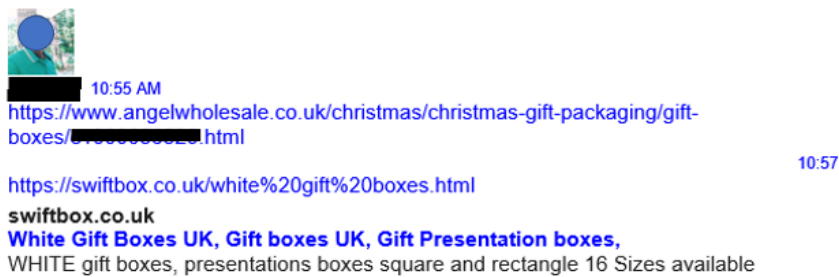 10:55 AM
https://www.angelwholesale.co.uk/christmas/christmas-gift-packaging/gift-
boxes/ .html
10:57
https://swiftbox.co.uk/white%20gift%20boxes.html
swiftbox.co.uk
White Gift Boxes UK, Gift boxes UK, Gift Presentation boxes,
WHITE gift boxes, presentations boxes square and rectangle 16 Sizes available